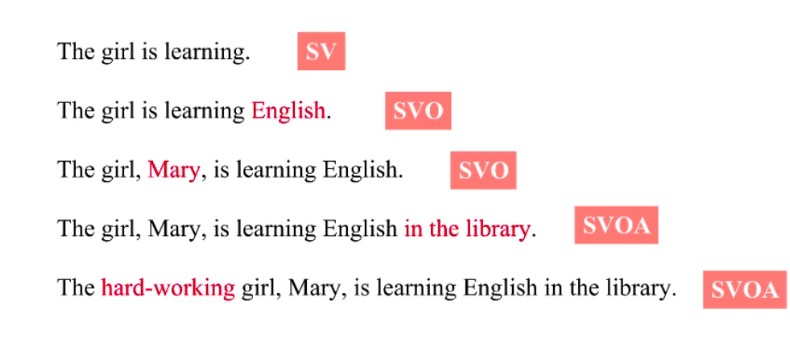 The girl is learning. SV
The girl is learning English. SVO
The girl, Mary, is learning English. SVO
The girl, Mary, is learning English in the library. SVOA
The hard-working girl, Mary, is learning English in the library. SVOA